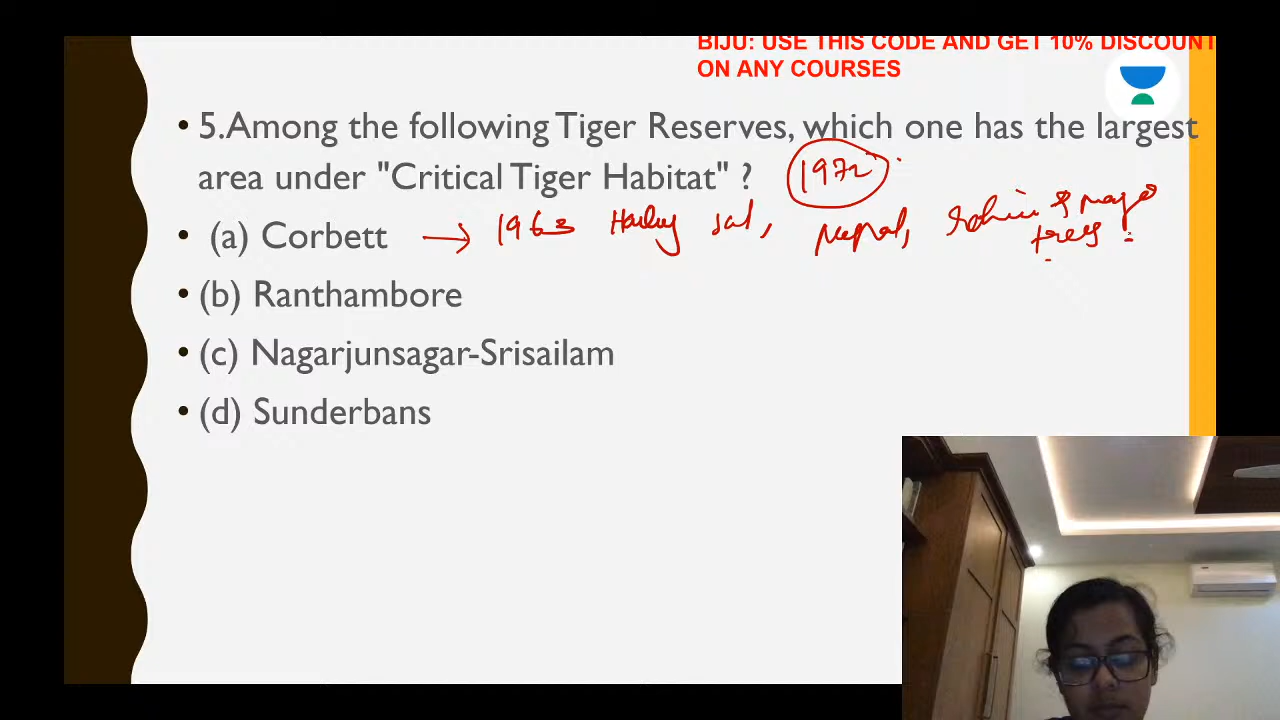 BIJU: USE THIS CODE AND GET 10% DISCOUNT
ON ANY COURSES
• 5.Among the following Tiger Reserves, which one has the largest
area under "Critical Tiger Habitat" ?
1972
• (a) Corbett → 1963 sal, Nepal,
trees
• (b) Ranthambore
• (c) Nagarjunsagar-Srisailam
• (d) Sunderbans